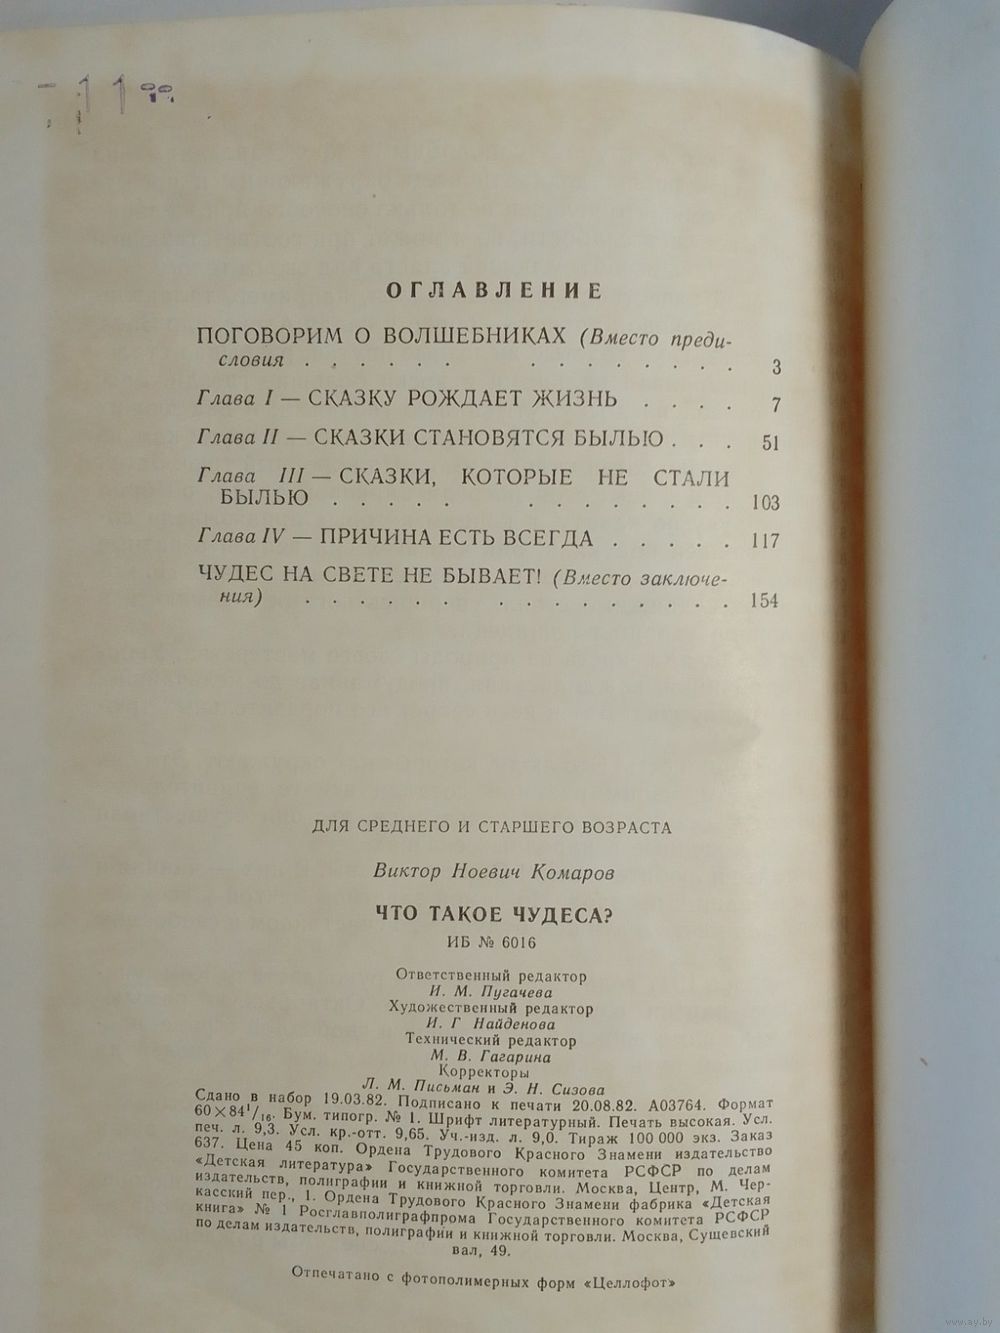 ОГЛАВЛЕНИЕ
ПОГОВОРИМ О ВОЛШЕБНИКАХ (Вместо преди-
словия . . . . . . . . . . . . . . 3
Глава I — СКАЗКУ РОЖДАЕТ ЖИЗНЬ . . . . 7
Глава II — СКАЗКИ СТАНОВЯТСЯ БЫЛЬЮ . . . 51
Глава III — СКАЗКИ, КОТОРЫЕ НЕ СТАЛИ
БЫЛЬЮ . . . . . . . . . . . . . 103
Глава IV — ПРИЧИНА ЕСТЬ ВСЕГДА . . . . . 117
ЧУДЕС НА СВЕТЕ НЕ БЫВАЕТ! (Вместо заключе-
ния) . . . . . . . . . . . . . . . 154
ДЛЯ СРЕДНЕГО И СТАРШЕГО ВОЗРАСТА
Виктор Ноевич Комаров
ЧТО ТАКОЕ ЧУДЕСА?
ИБ № 6016
Ответственный редактор
И. М. Пугачева
Художественный редактор
И. Г Найденова
Технический редактор
М. В. Гагарина
Корректоры
Л. М. Письман и Э. Н. Сизова
Сдано в набор 19.03.82. Подписано к печати 20.08.82. А03764. Формат
60×84¹/₁₆. Бум. типогр. № 1. Шрифт литературный. Печать высокая. Усл.
печ. л. 9,3. Усл. кр.-отт. 9,65. Уч.-изд. л. 9,0. Тираж 100 000 экз. Заказ
637. Цена 45 коп. Ордена Трудового Красного Знамени издательство
«Детская литература» Государственного комитета РСФСР по делам
издательств, полиграфии и книжной торговли. Москва, Центр, М. Чер-
касский пер., 1. Ордена Трудового Красного Знамени фабрика «Детская
книга» № 1 Росглавполиграфпрома Государственного комитета РСФСР
по делам издательств, полиграфии и книжной торговли. Москва, Сущевский
вал, 49.
Отпечатано с фотополимерных форм «Целлофот»
www.ay.by